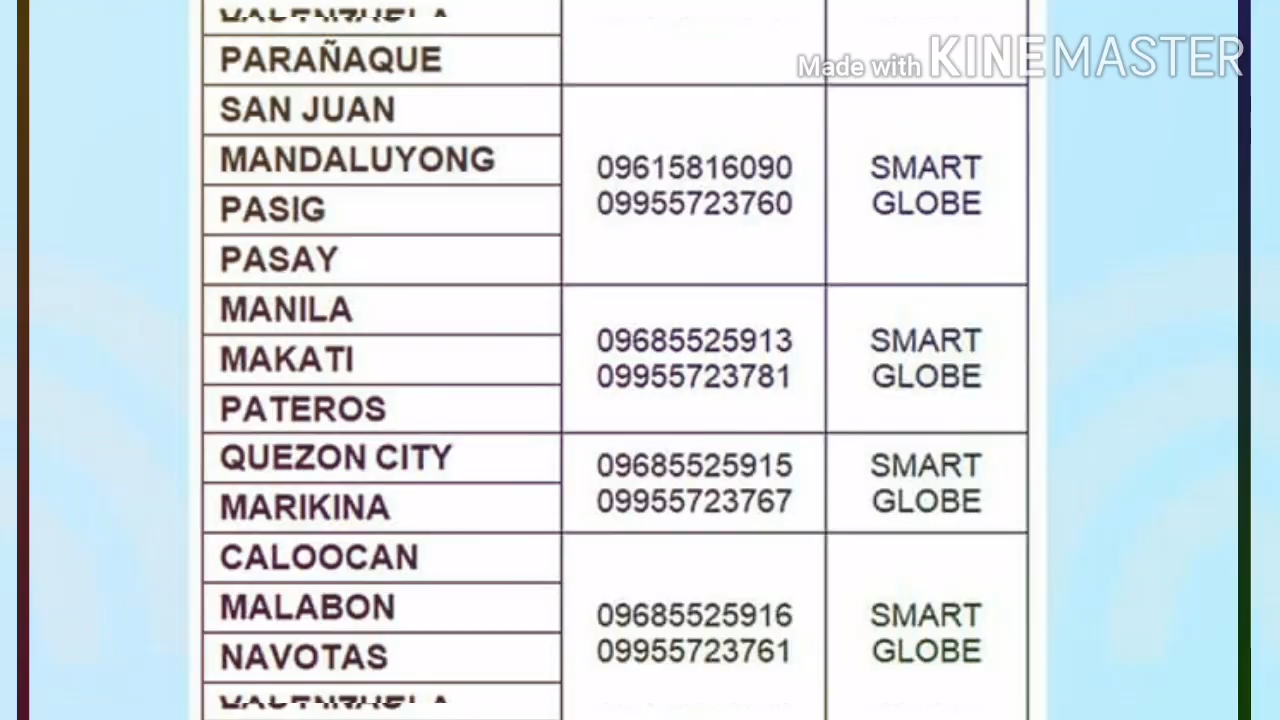 Made with KINEMASTER
PARAÑAQUE
SAN JUAN
MANDALUYONG
PASIG
PASAY
09615816090 SMART
09955723760 GLOBE
MANILA
MAKATI
PATEROS
09685525913 SMART
09955723781 GLOBE
QUEZON CITY
MARIKINA
09685525915 SMART
09955723767 GLOBE
CALOOCAN
MALABON
NAVOTAS
09685525916 SMART
09955723761 GLOBE